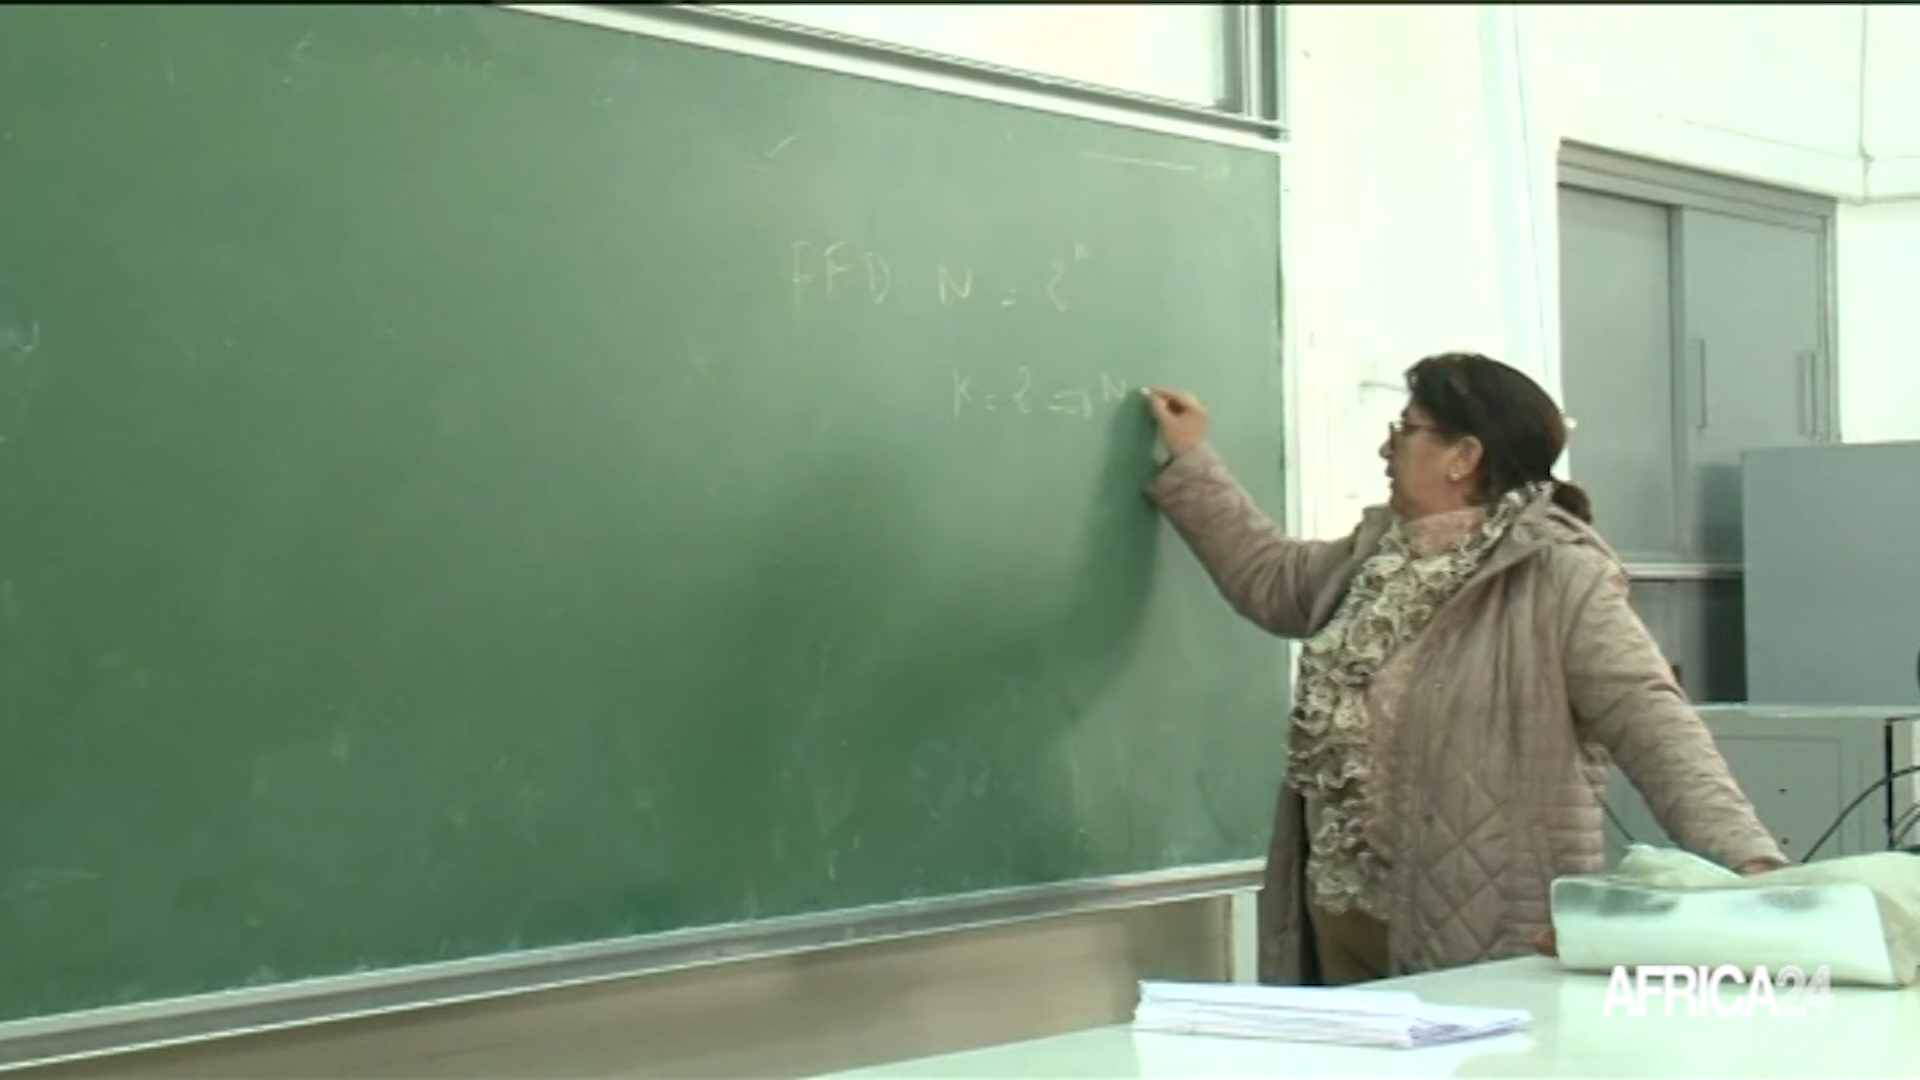 FFD N = 2^k
K = 2 => N
AFRICA24